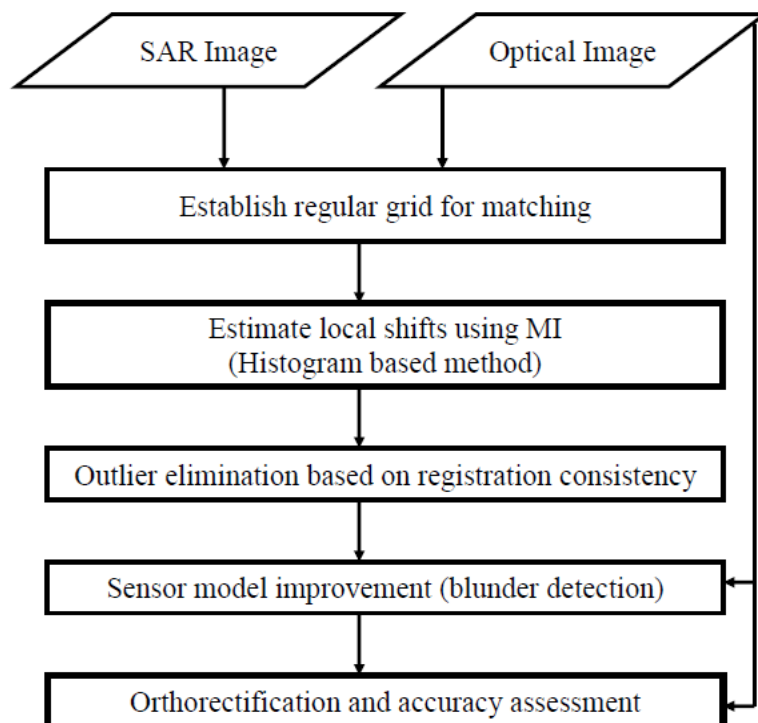 SAR Image
Optical Image
Establish regular grid for matching
Estimate local shifts using MI
(Histogram based method)
Outlier elimination based on registration consistency
Sensor model improvement (blunder detection)
Orthorectification and accuracy assessment